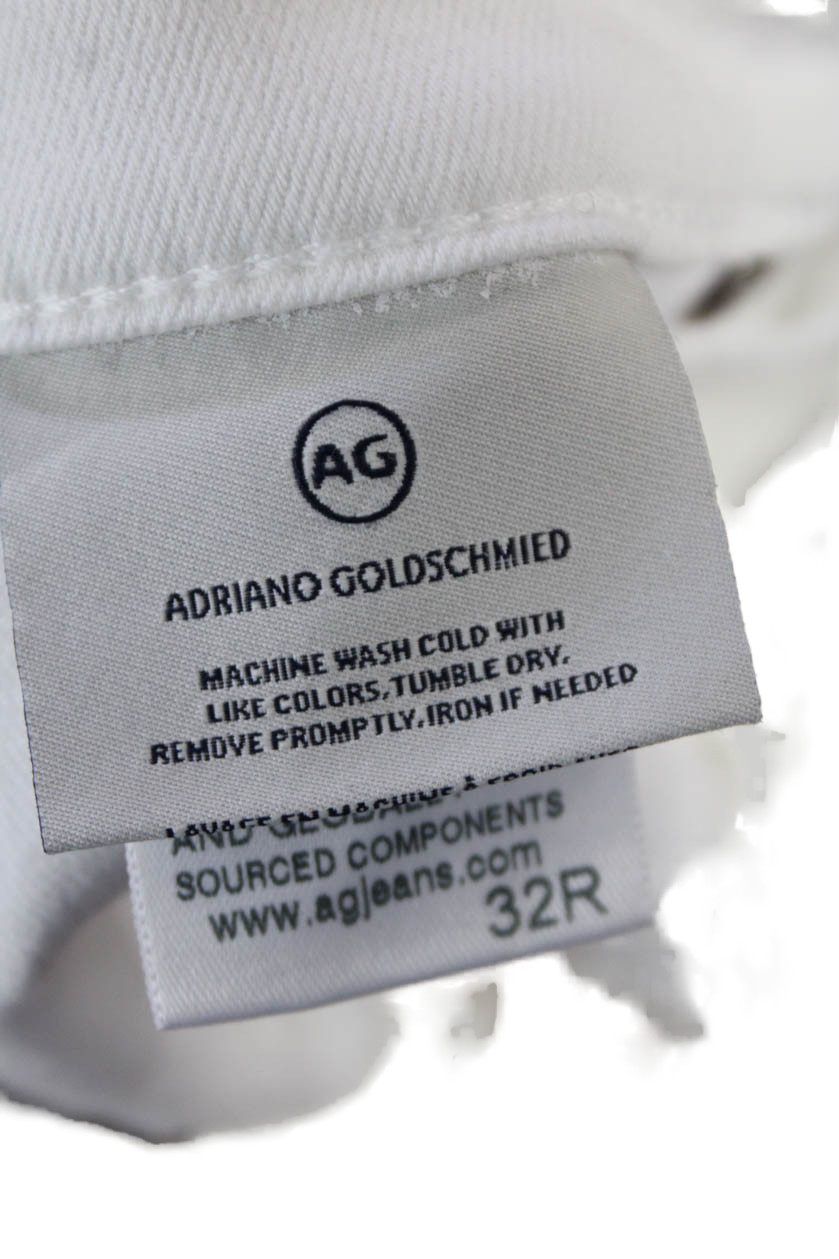 AG
ADRIANO GOLDSCHMIED
MACHINE WASH COLD WITH
LIKE COLORS, TUMBLE DRY.
REMOVE PROMPTLY, IRON IF NEEDED
AND GLOBALLY
SOURCED COMPONENTS
www.agjeans.com
32R